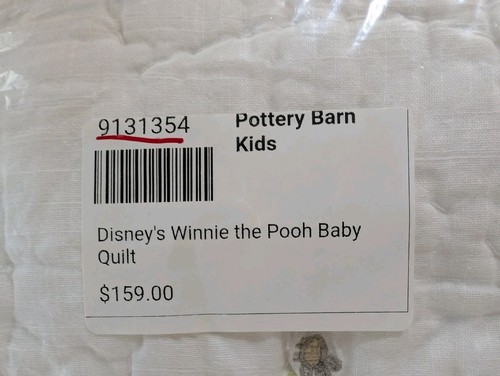 9131354
Pottery Barn
Kids
Disney's Winnie the Pooh Baby
Quilt
$159.00